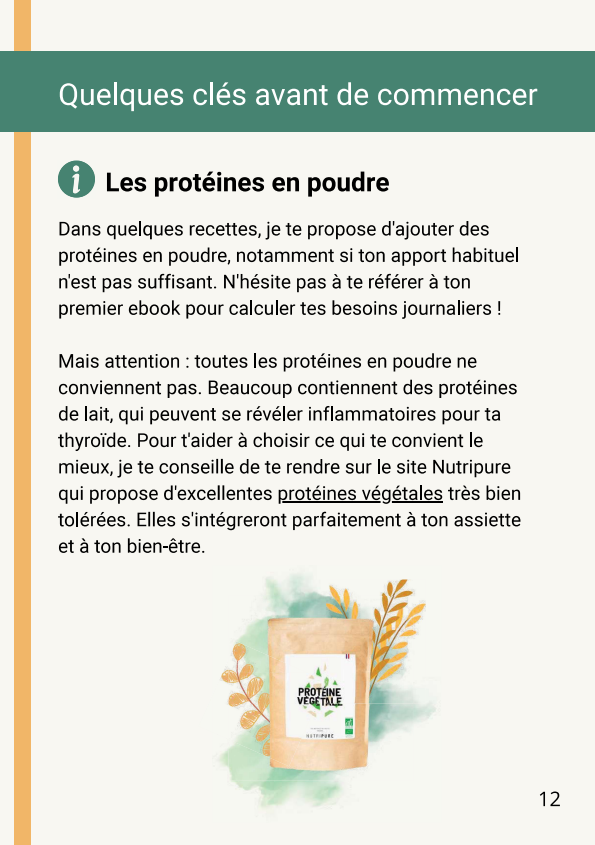 Quelques clés avant de commencer
Les protéines en poudre
Dans quelques recettes, je te propose d'ajouter des
protéines en poudre, notamment si ton apport habituel
n'est pas suffisant. N'hésite pas à te référer à ton
premier ebook pour calculer tes besoins journaliers !
Mais attention : toutes les protéines en poudre ne
conviennent pas. Beaucoup contiennent des protéines
de lait, qui peuvent se révéler inflammatoires pour ta
thyroïde. Pour t'aider à choisir ce qui te convient le
mieux, je te conseille de te rendre sur le site Nutripure
qui propose d'excellentes protéines végétales très bien
tolérées. Elles s'intégreront parfaitement à ton assiette
et à ton bien-être.
PROTÉINE
VÉGÉTALE
NUTRIPURE
12